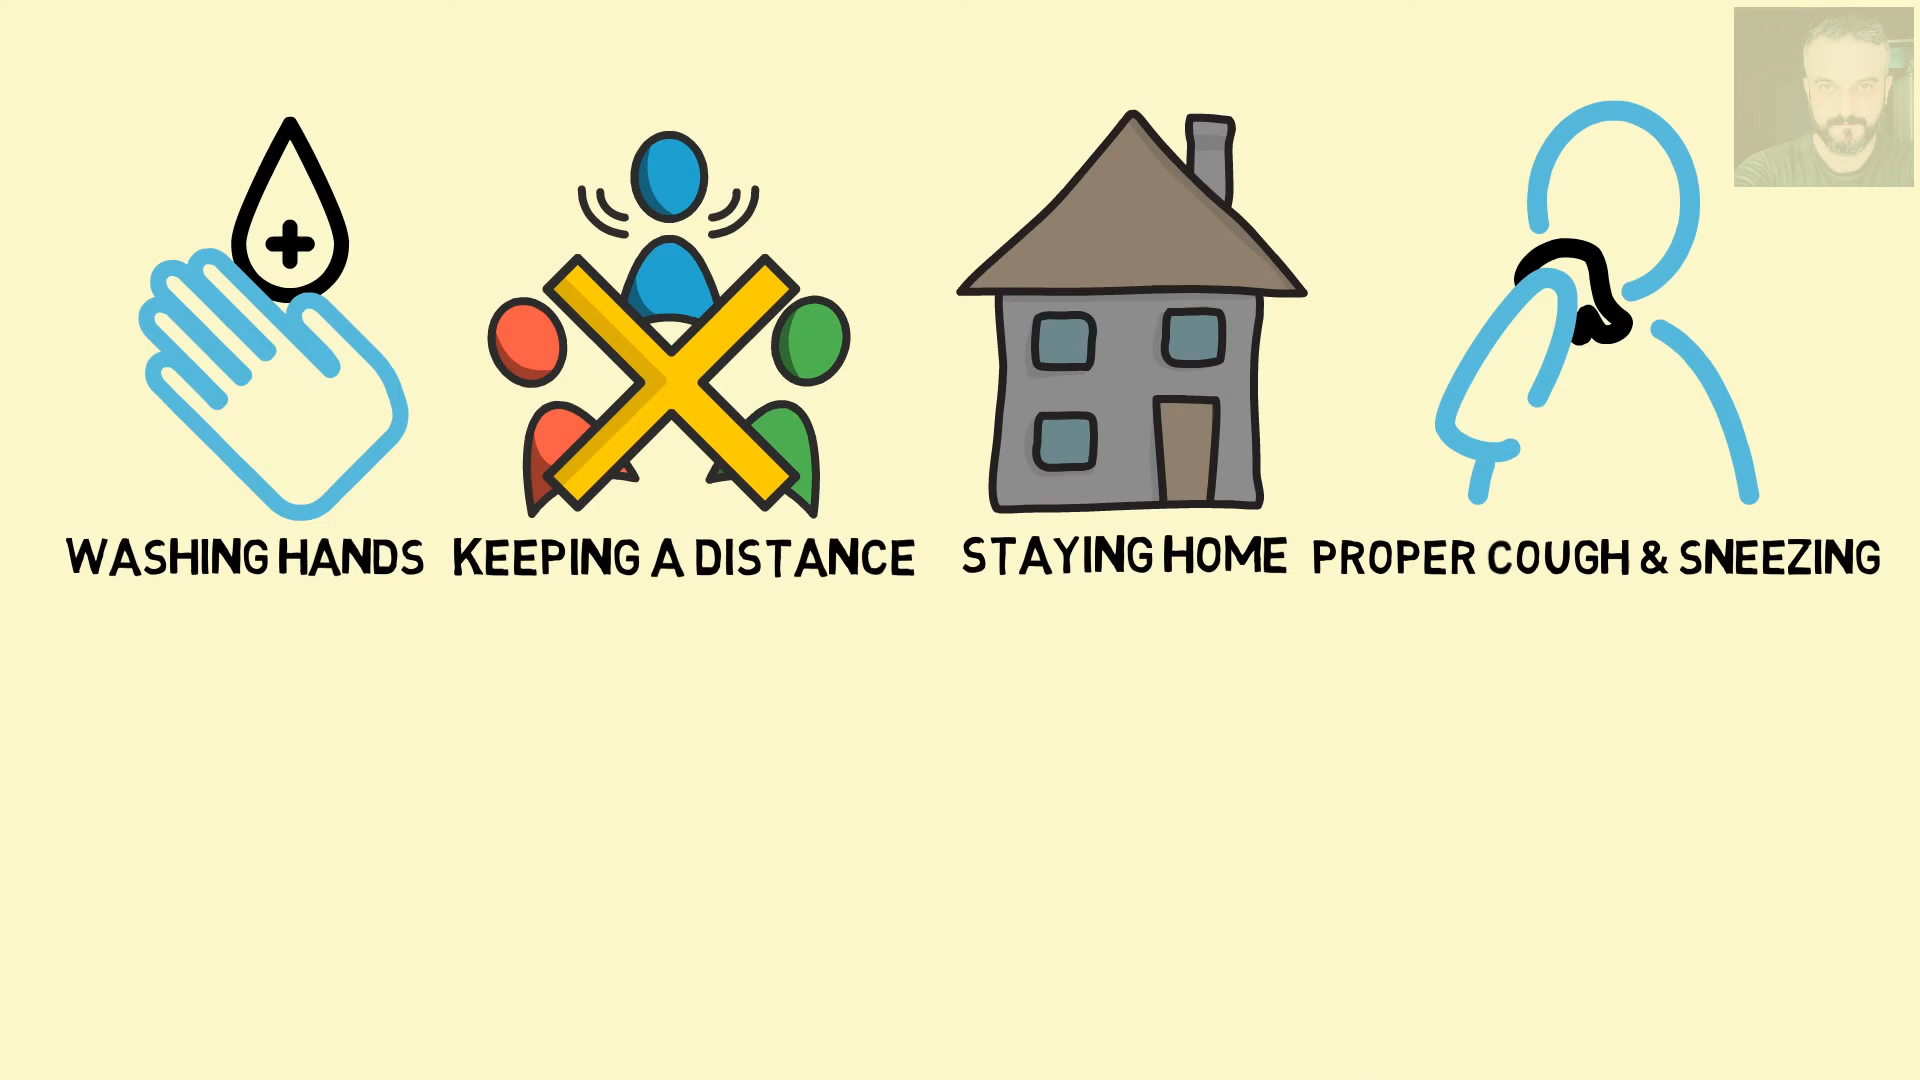 WASHING HANDS
KEEPING A DISTANCE
STAYING HOME
PROPER COUGH & SNEEZING